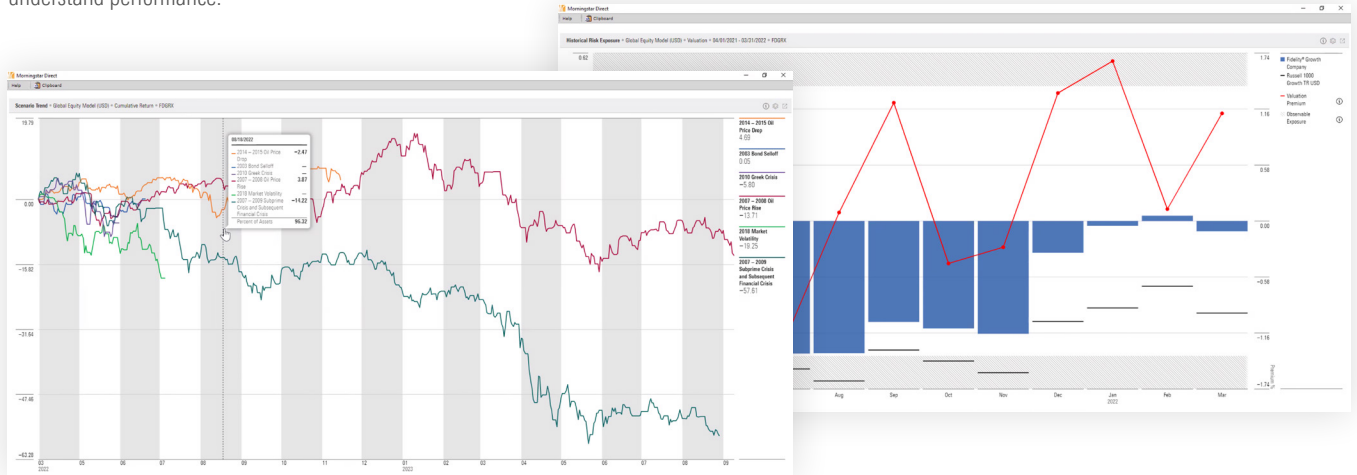 understand performance.
Morningstar Direct
Help
Clipboard
Scenario Trend • Global Equity Model (USD) • Cumulative Return • FDGRX
19.79
0.00
−15.82
−31.64
−47.46
−63.28
03
2022
05
06
07
08
09
10
11
12
01
2022
02
03
04
05
06
07
08
09
09/18/2022
2014 – 2015 Oil Price Drop
−2.47
2003 Bond Selloff
—
2010 Greek Crisis
—
2007 – 2008 Oil Price Rise
3.87
2018 Market Volatility
—
2007 – 2009 Subprime Crisis and Subsequent Financial Crisis
−14.22
Percent of Assets
96.32
2014 – 2015 Oil
Price Drop
4.69
2003 Bond Selloff
0.05
2010 Greek Crisis
−5.80
2007 – 2008 Oil
Price Rise
−13.71
2018 Market
Volatility
−19.25
2007 – 2009
Subprime Crisis
and Subsequent
Financial Crisis
−57.61
Morningstar Direct
Help
Clipboard
Historical Risk Exposure • Global Equity Model (USD) • Valuation • 04/01/2021 - 03/31/2022 • FDGRX
0.62
1.74
1.16
0.58
0.00
−0.58
−1.16
−1.74
Premium %
Aug
Sep
Oct
Nov
Dec
Jan
2022
Feb
Mar
Fidelity® Growth
Company
Russell 1000
Growth TR USD
Valuation
Premium
Observable
Exposure